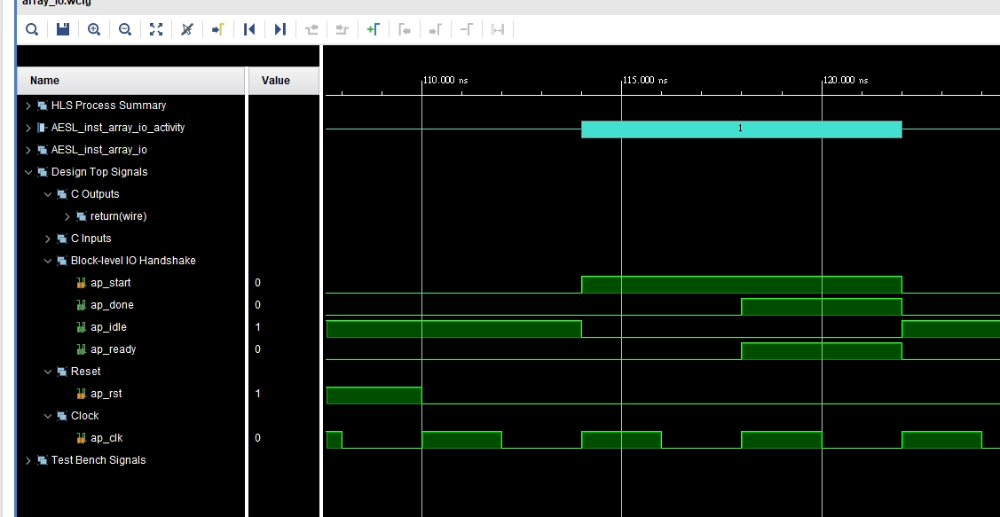 array_io.wcfg
Name Value
110.000 ns 115.000 ns 120.000 ns
HLS Process Summary
AESL_inst_array_io_activity 1
AESL_inst_array_io
Design Top Signals
C Outputs
return(wire)
C Inputs
Block-level IO Handshake
ap_start 0
ap_done 0
ap_idle 1
ap_ready 0
Reset
ap_rst 1
Clock
ap_clk 0
Test Bench Signals